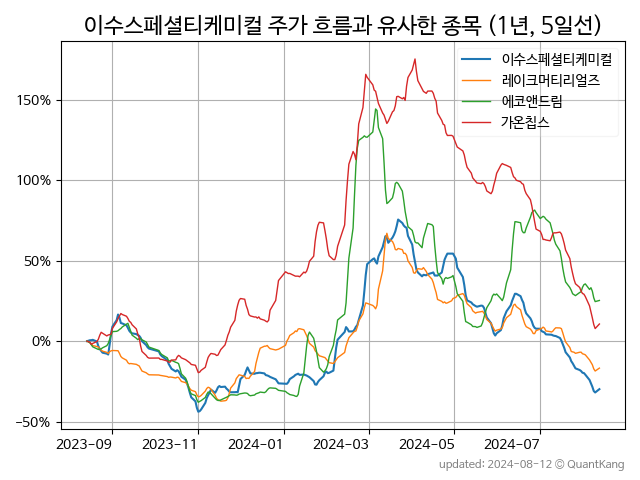 이수스페셜티케미컬 주가 흐름과 유사한 종목 (1년, 5일선)
이수스페셜티케미컬
레이크머티리얼즈
에코앤드림
가온칩스
150%
100%
50%
0%
−50%
2023-09
2023-11
2024-01
2024-03
2024-05
2024-07
updated: 2024-08-12 © QuantKang